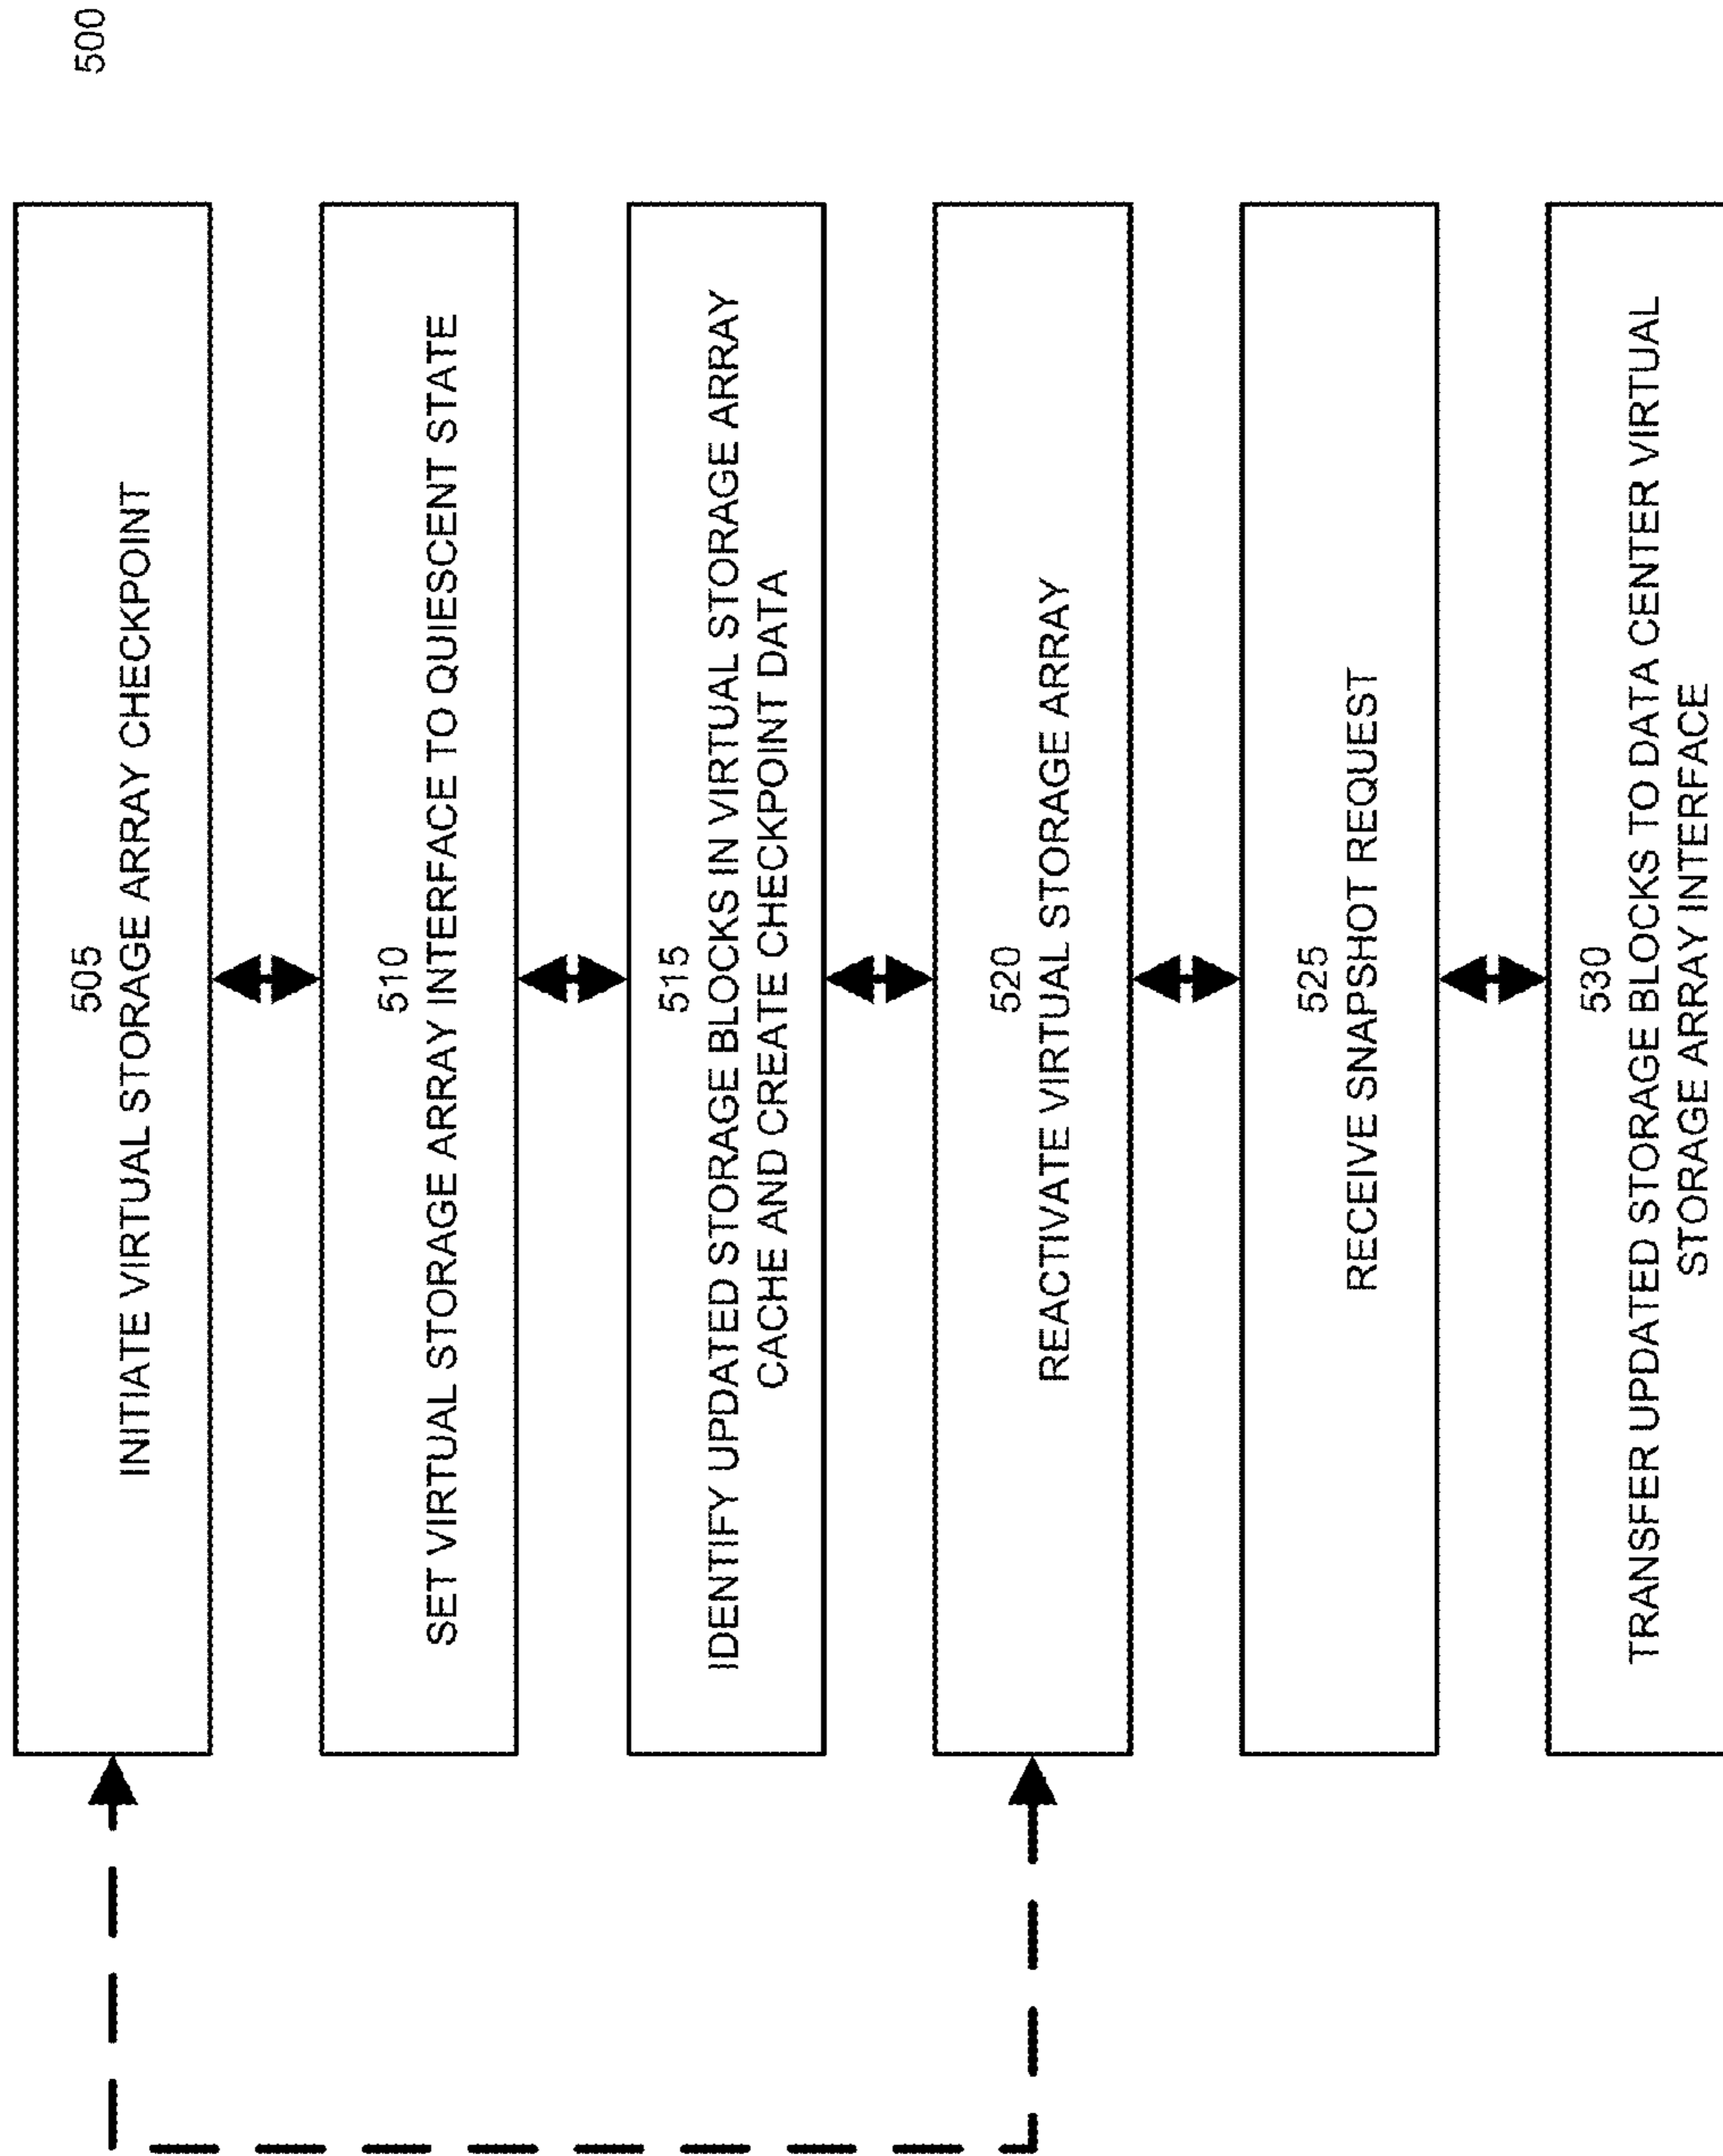 500
505
INITIATE VIRTUAL STORAGE ARRAY CHECKPOINT
510
SET VIRTUAL STORAGE ARRAY INTERFACE TO QUIESCENT STATE
515
IDENTIFY UPDATED STORAGE BLOCKS IN VIRTUAL STORAGE ARRAY
CACHE AND CREATE CHECKPOINT DATA
520
REACTIVATE VIRTUAL STORAGE ARRAY
525
RECEIVE SNAPSHOT REQUEST
530
TRANSFER UPDATED STORAGE BLOCKS TO DATA CENTER VIRTUAL
STORAGE ARRAY INTERFACE